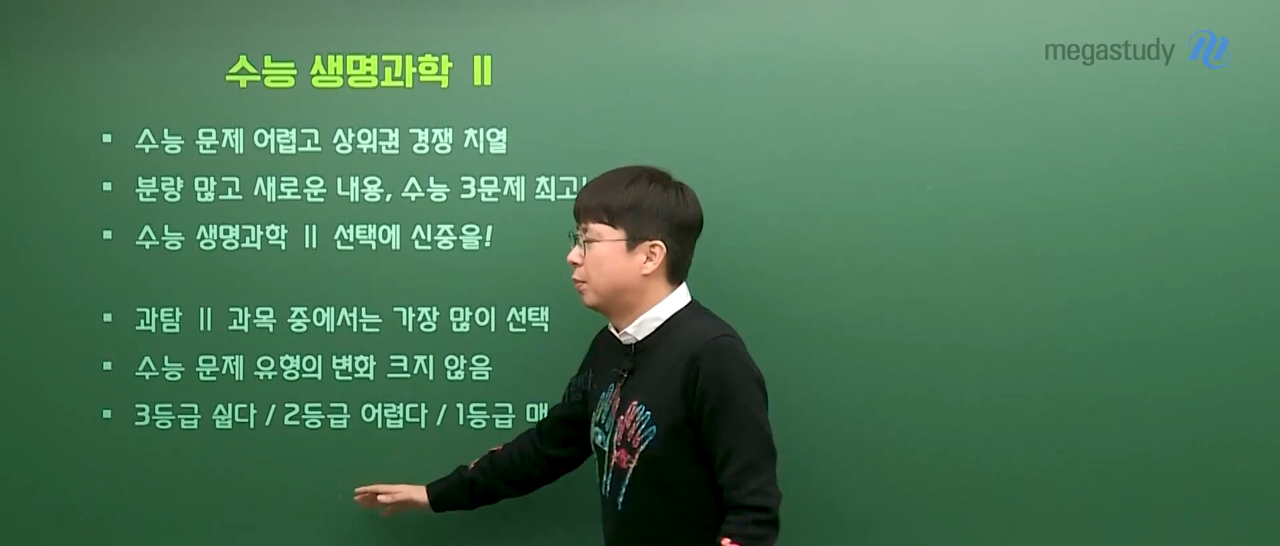 megastudy
수능 생명과학 Ⅱ
▪ 수능 문제 어렵고 상위권 경쟁 치열
▪ 분량 많고 새로운 내용, 수능 3문제 최고!
▪ 수능 생명과학 Ⅱ 선택에 신중을!
▪ 과탐 Ⅱ 과목 중에서는 가장 많이 선택
▪ 수능 문제 유형의 변화 크지 않음
▪ 3등급 쉽다 / 2등급 어렵다 / 1등급